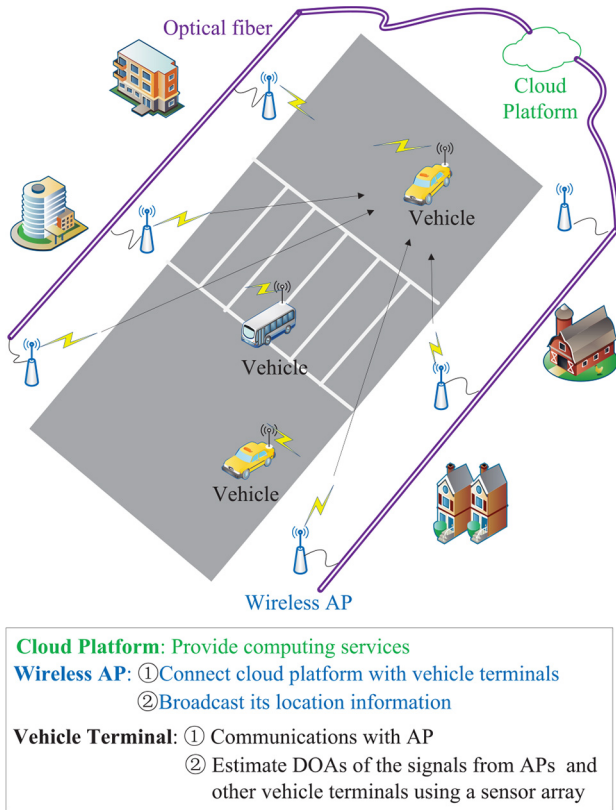 Optical fiber
Cloud
Platform
Vehicle
Vehicle
Vehicle
Wireless AP
Cloud Platform: Provide computing services
Wireless AP: ①Connect cloud platform with vehicle terminals
②Broadcast its location information
Vehicle Terminal: ① Communications with AP
② Estimate DOAs of the signals from APs and
other vehicle terminals using a sensor array